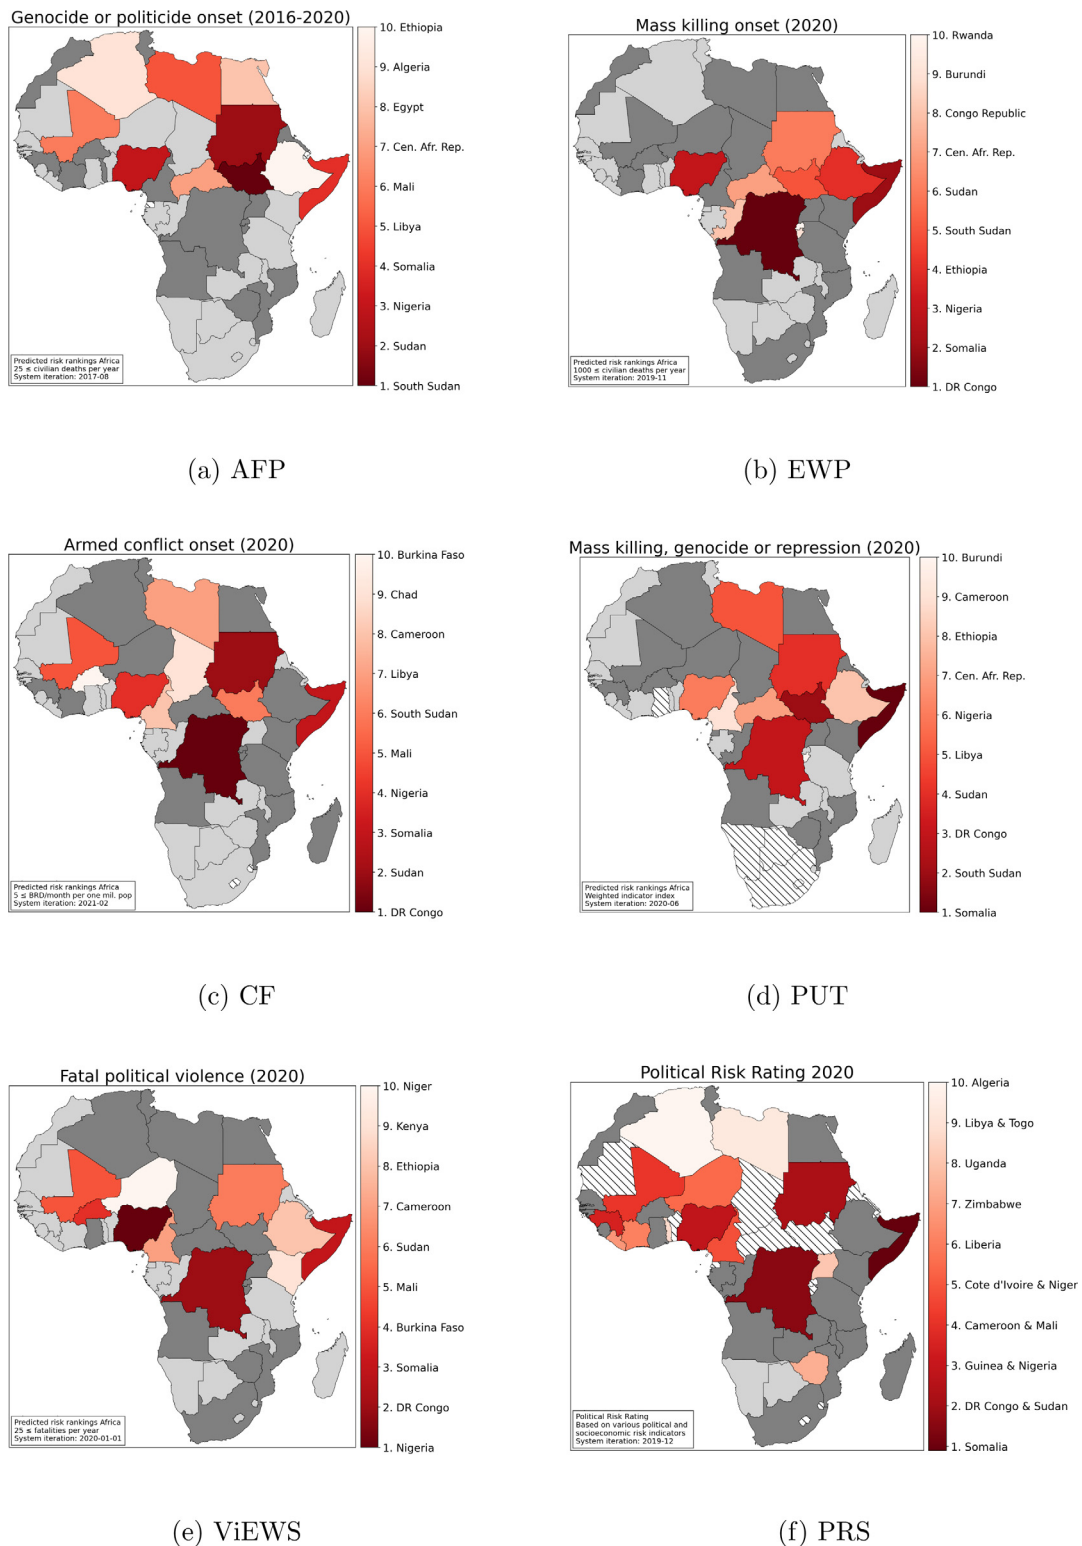 Genocide or politicide onset (2016-2020)
10. Ethiopia
9. Algeria
8. Egypt
7. Cen. Afr. Rep.
6. Mali
5. Libya
4. Somalia
3. Nigeria
2. Sudan
1. South Sudan
Predicted risk rankings Africa
25 ≤ civilian deaths per year
System iteration: 2017-08
(a) AFP
Mass killing onset (2020)
10. Rwanda
9. Burundi
8. Congo Republic
7. Cen. Afr. Rep.
6. Sudan
5. South Sudan
4. Ethiopia
3. Nigeria
2. Somalia
1. DR Congo
Predicted risk rankings Africa
1000 ≤ civilian deaths per year
System iteration: 2019-11
(b) EWP
Armed conflict onset (2020)
10. Burkina Faso
9. Chad
8. Cameroon
7. Libya
6. South Sudan
5. Mali
4. Nigeria
3. Somalia
2. Sudan
1. DR Congo
Predicted risk rankings Africa
5 ≤ BRD/month per one mil. pop
System iteration: 2021-02
(c) CF
Mass killing, genocide or repression (2020)
10. Burundi
9. Cameroon
8. Ethiopia
7. Cen. Afr. Rep.
6. Nigeria
5. Libya
4. Sudan
3. DR Congo
2. South Sudan
1. Somalia
Predicted risk rankings Africa
Weighted indicator index
System iteration: 2020-06
(d) PUT
Fatal political violence (2020)
10. Niger
9. Kenya
8. Ethiopia
7. Cameroon
6. Sudan
5. Mali
4. Burkina Faso
3. Somalia
2. DR Congo
1. Nigeria
Predicted risk rankings Africa
25 ≤ fatalities per year
System iteration: 2020-01-01
(e) ViEWS
Political Risk Rating 2020
10. Algeria
9. Libya & Togo
8. Uganda
7. Zimbabwe
6. Liberia
5. Cote d'Ivoire & Niger
4. Cameroon & Mali
3. Guinea & Nigeria
2. DR Congo & Sudan
1. Somalia
Political Risk Rating
Based on various political and
socioeconomic risk indicators
System iteration: 2019-12
(f) PRS